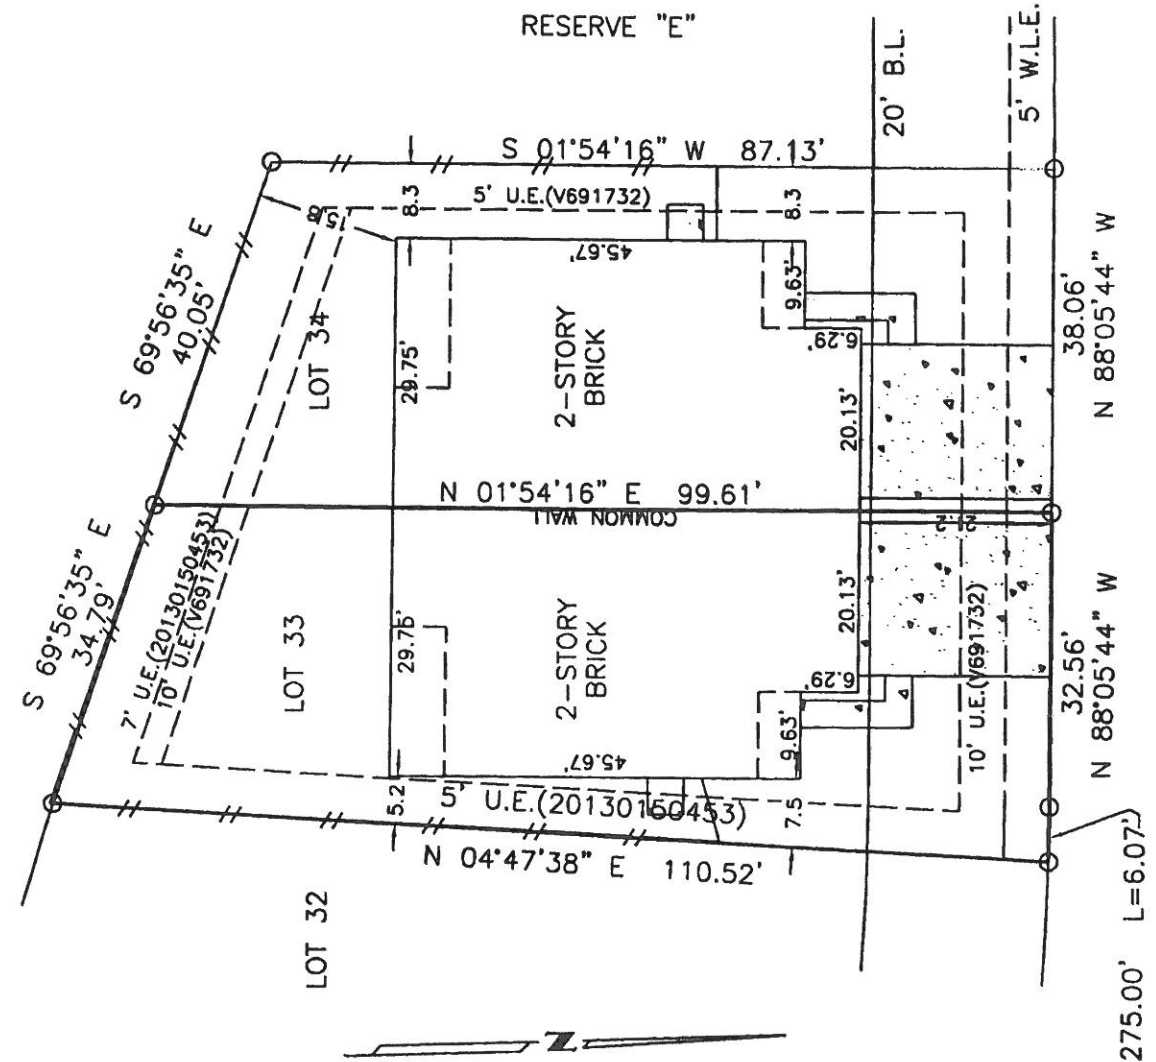 RESERVE "E"
20' B.L.
5' W.L.E.
S 01°54'16" W 87.13'
5' U.E.(V691732)
8.3
8.3
S 69°56'35" E
40.05'
LOT 34
45.67'
29.75'
2-STORY
BRICK
9.63'
6.29'
20.13'
38.06'
N 88°05'44" W
N 01°54'16" E 99.61'
COMMON WALL
2'
2'
S 69°56'35" E
34.79'
7' U.E.(20130150453)
10' U.E.(V691732)
LOT 33
29.75'
2-STORY
BRICK
20.13'
6.29'
9.63'
45.67'
10' U.E.(V691732)
32.56'
N 88°05'44" W
5.2
5' U.E.(20130150453)
7.5
N 04°47'38" E 110.52'
LOT 32
Z
275.00' L=6.07'